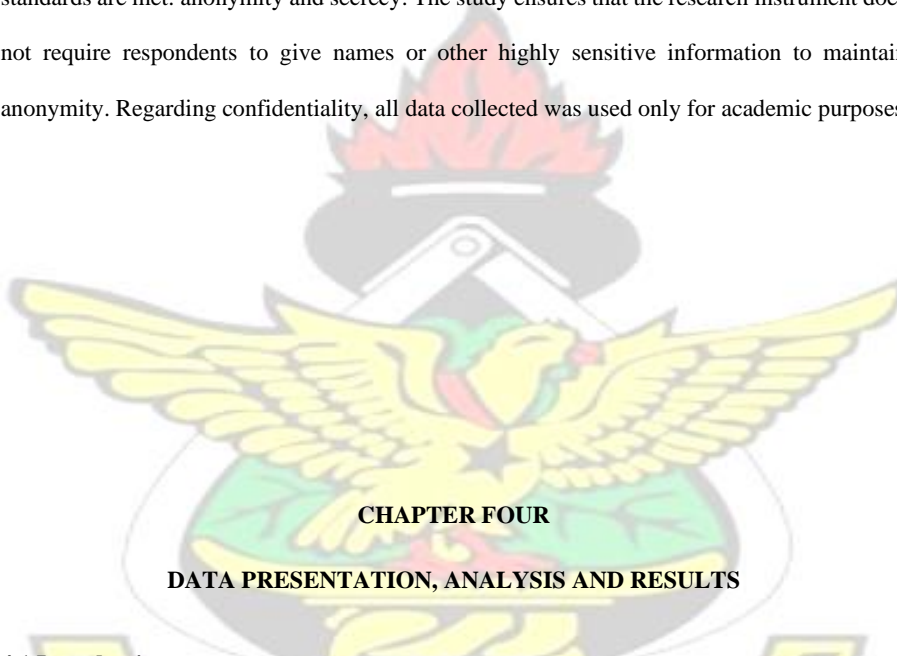 standards are met: anonymity and secrecy. The study ensures that the research instrument
not require respondents to give names or other highly sensitive information to maintain
anonymity. Regarding confidentiality, all data collected was used only for academic purposes
CHAPTER FOUR
DATA PRESENTATION, ANALYSIS AND RESULTS